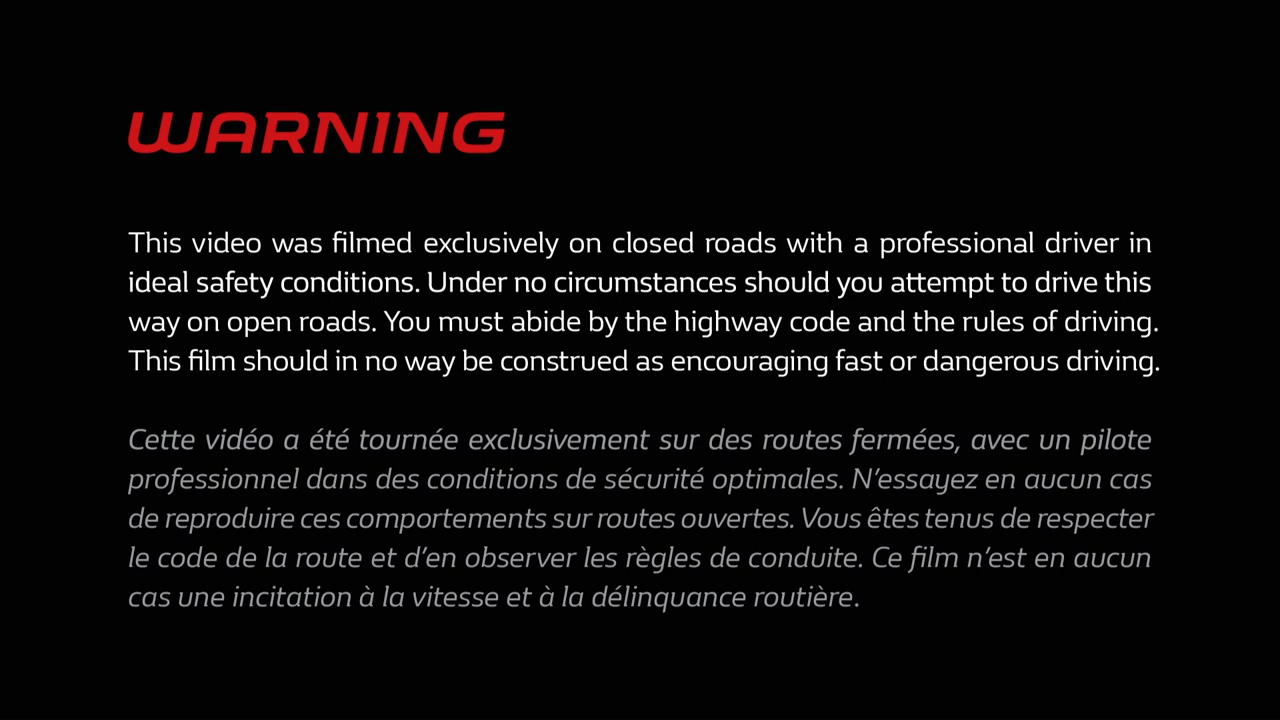 WARNING
This video was filmed exclusively on closed roads with a professional driver in
ideal safety conditions. Under no circumstances should you attempt to drive this
way on open roads. You must abide by the highway code and the rules of driving.
This film should in no way be construed as encouraging fast or dangerous driving.
Cette vidéo a été tournée exclusivement sur des routes fermées, avec un pilote
professionnel dans des conditions de sécurité optimales. N’essayez en aucun cas
de reproduire ces comportements sur routes ouvertes. Vous êtes tenus de respecter
le code de la route et d’en observer les règles de conduite. Ce film n’est en aucun
cas une incitation à la vitesse et à la délinquance routière.